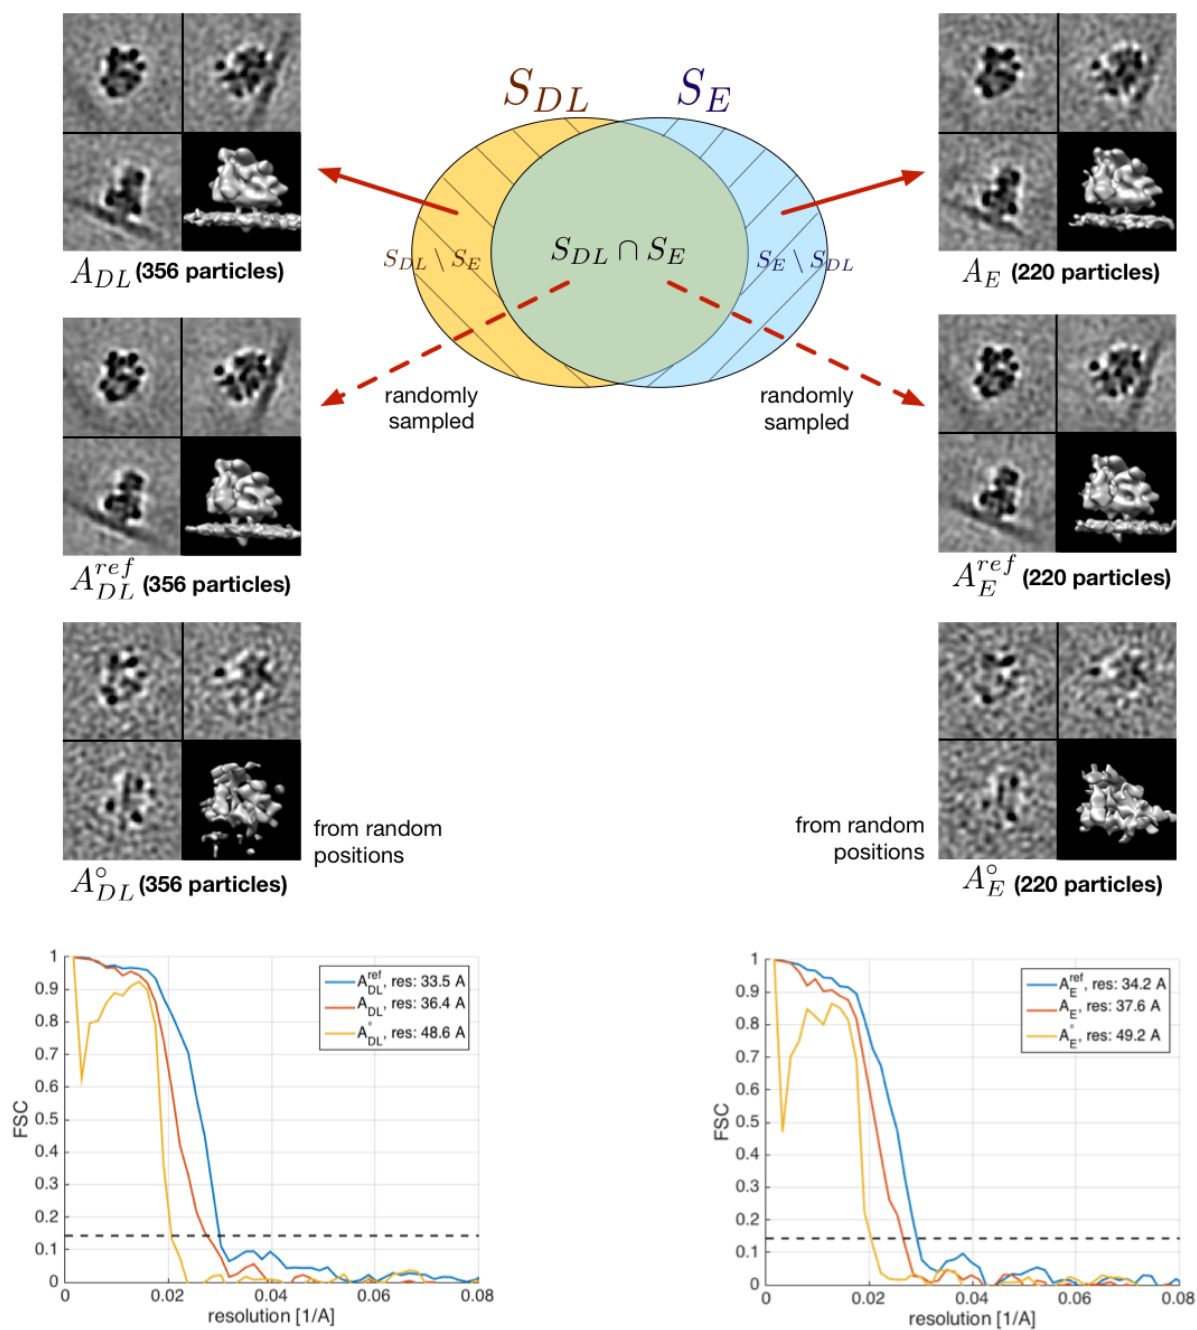 S_DL S_E
S_DL \ S_E S_DL ∩ S_E S_E \ S_DL
A_DL (356 particles)
A_E (220 particles)
randomly
sampled
randomly
sampled
A_DL^ref (356 particles)
A_E^ref (220 particles)
from random
positions
from random
positions
A_DL^° (356 particles)
A_E^° (220 particles)
A_DL^ref, res: 33.5 A
A_DL, res: 36.4 A
A_DL^°, res: 48.6 A
1
0.9
0.8
0.7
0.6
0.5
0.4
0.3
0.2
0.1
0
FSC
0 0.02 0.04 0.06 0.08
resolution [1/A]
A_E^ref, res: 34.2 A
A_E, res: 37.6 A
A_E^°, res: 49.2 A
1
0.9
0.8
0.7
0.6
0.5
0.4
0.3
0.2
0.1
0
FSC
0 0.02 0.04 0.06 0.08
resolution [1/A]